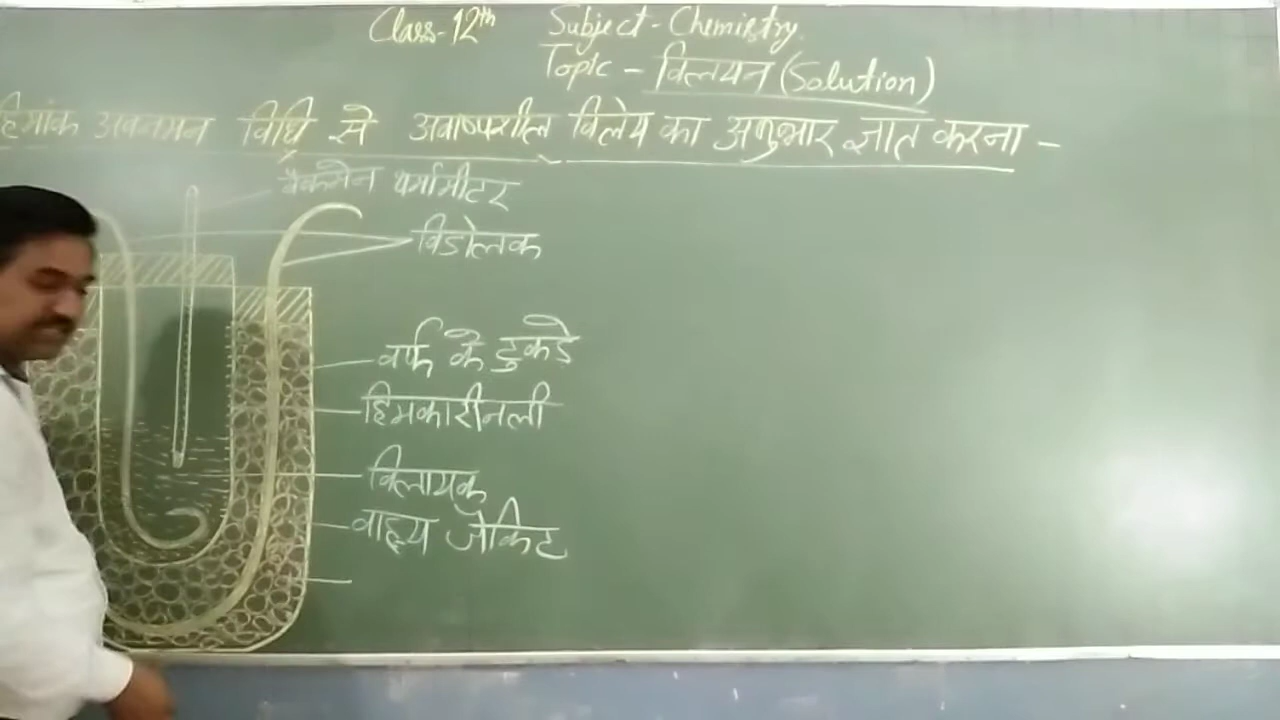 Class-12th Subject-Chemistry.
Topic - विलयन (Solution)
हिमांक अवनमन विधि से अवाष्पशील विलेय का अणुभार ज्ञात करना -
वैकमेन थर्मामीटर
विडोलक
वर्फ के टुकडे
हिमकारीनली
विलायक
वाह्य जेकिट